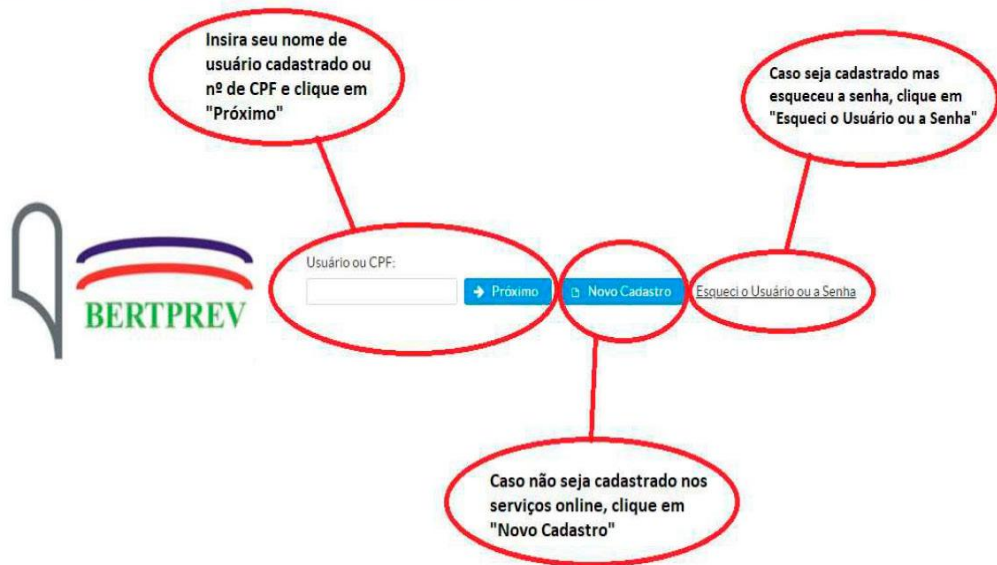 Insira seu nome de
usuário cadastrado ou
nº de CPF e clique em
"Próximo"
Caso seja cadastrado mas
esqueceu a senha, clique em
"Esqueci o Usuário ou a Senha"
BERTPREV
Usuário ou CPF:
Próximo
Novo Cadastro
Esqueci o Usuário ou a Senha
Caso não seja cadastrado nos
serviços online, clique em
"Novo Cadastro"